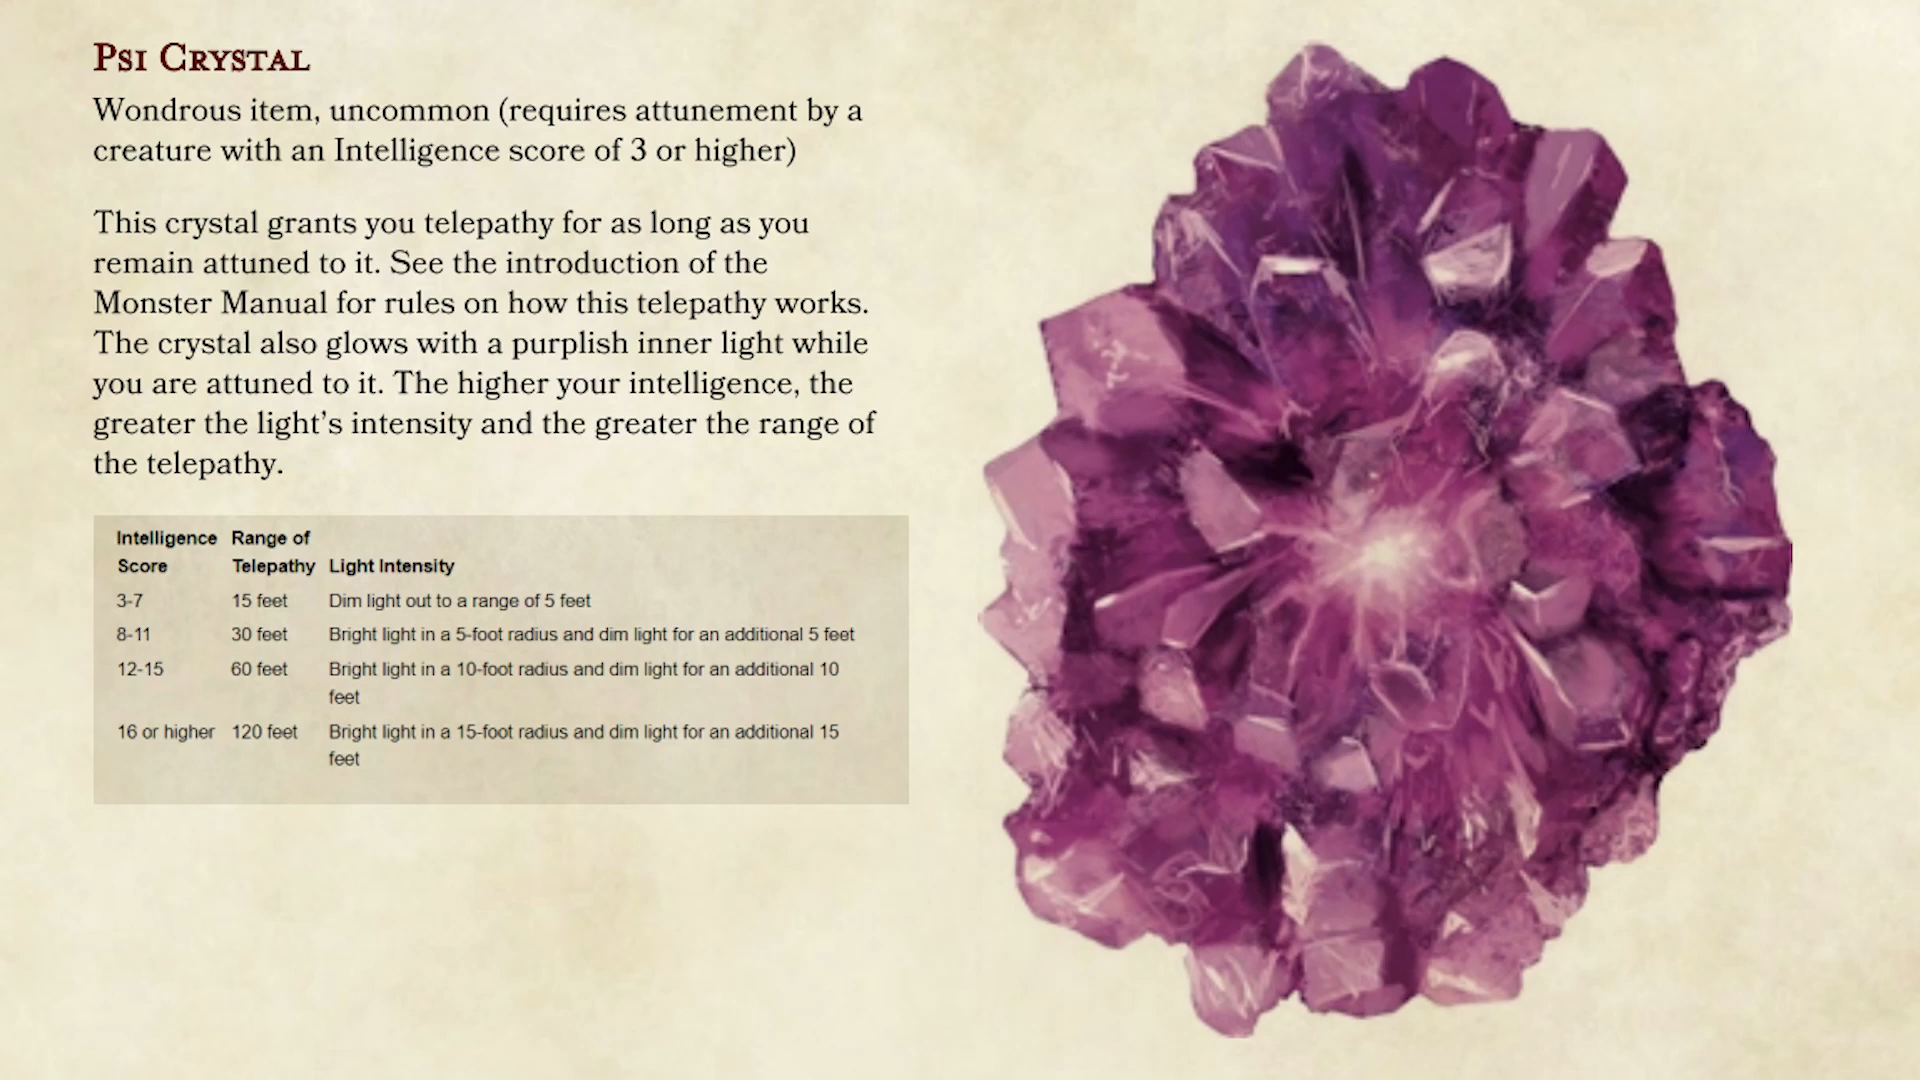 Psi Crystal
Wondrous item, uncommon (requires attunement by a
creature with an Intelligence score of 3 or higher)
This crystal grants you telepathy for as long as you
remain attuned to it. See the introduction of the
Monster Manual for rules on how this telepathy works.
The crystal also glows with a purplish inner light while
you are attuned to it. The higher your intelligence, the
greater the light’s intensity and the greater the range of
the telepathy.
Intelligence Range of
Score Telepathy Light Intensity
3-7 15 feet Dim light out to a range of 5 feet
8-11 30 feet Bright light in a 5-foot radius and dim light for an additional 5 feet
12-15 60 feet Bright light in a 10-foot radius and dim light for an additional 10
feet
16 or higher 120 feet Bright light in a 15-foot radius and dim light for an additional 15
feet